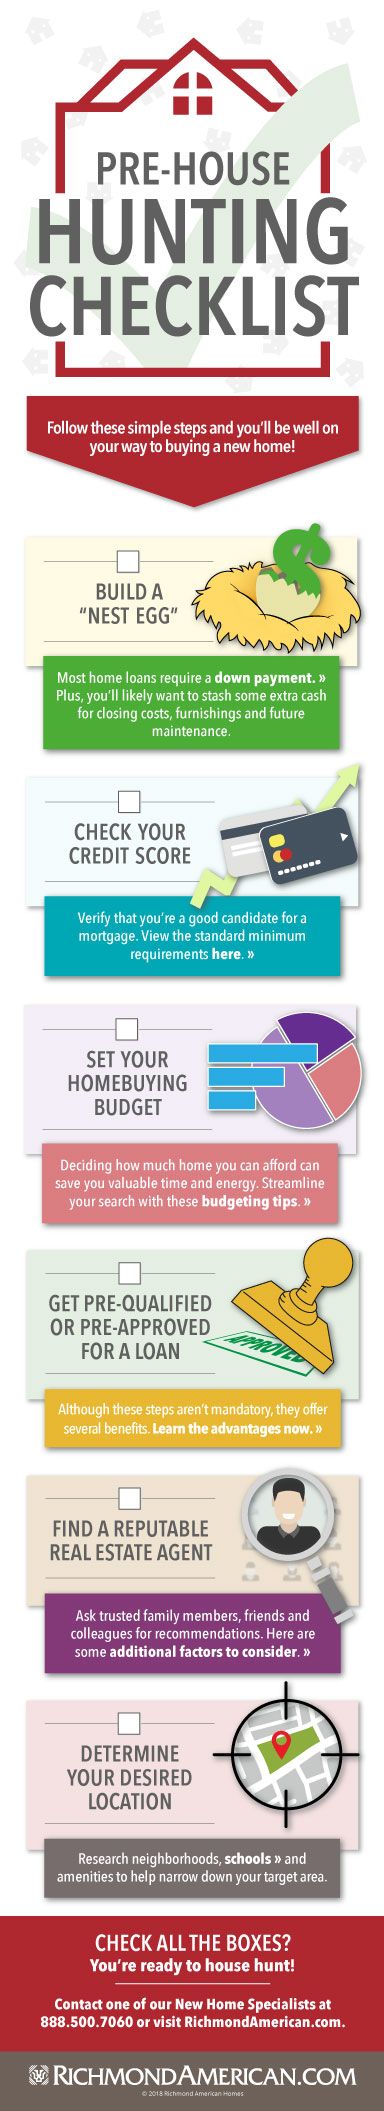 PRE-HOUSE
HUNTING
CHECKLIST
Follow these simple steps and you'll be well on
your way to buying a new home!
BUILD A
"NEST EGG"
Most home loans require a down payment. »
Plus, you'll likely want to stash some extra cash
for closing costs, furnishings and future
maintenance.
CHECK YOUR
CREDIT SCORE
Verify that you're a good candidate for a
mortgage. View the standard minimum
requirements here. »
SET YOUR
HOMEBUYING
BUDGET
Deciding how much home you can afford can
save you valuable time and energy. Streamline
your search with these budgeting tips. »
GET PRE-QUALIFIED
OR PRE-APPROVED
FOR A LOAN
APPROVED
Although these steps aren't mandatory, they offer
several benefits. Learn the advantages now. »
FIND A REPUTABLE
REAL ESTATE AGENT
Ask trusted family members, friends and
colleagues for recommendations. Here are
some additional factors to consider. »
DETERMINE
YOUR DESIRED
LOCATION
Research neighborhoods, schools » and
amenities to help narrow down your target area.
CHECK ALL THE BOXES?
You're ready to house hunt!
Contact one of our New Home Specialists at
888.500.7060 or visit RichmondAmerican.com.
RICHMONDAMERICAN.COM
© 2018 Richmond American Homes